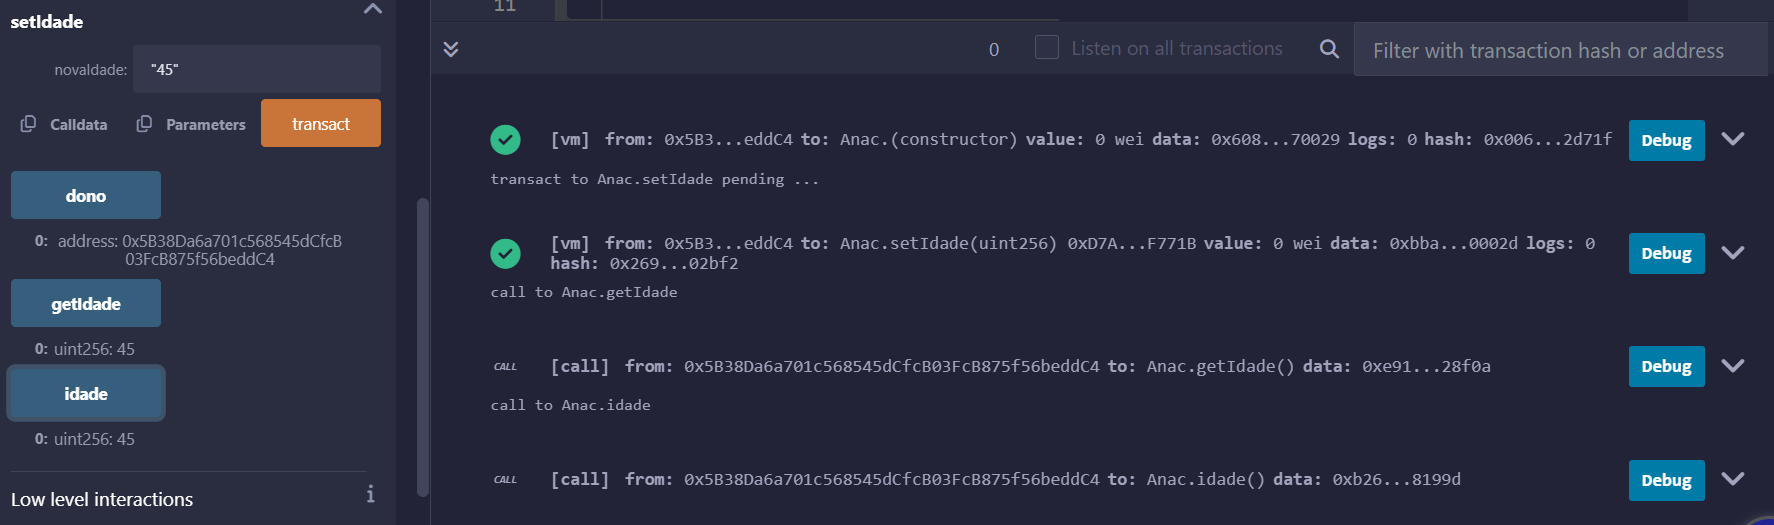 setIdade
novaIdade: "45"
Calldata Parameters transact
dono
0: address: 0x5B38Da6a701c568545dCfcB
03FcB875f56beddC4
getIdade
0: uint256: 45
idade
0: uint256: 45
Low level interactions
i
11
0 Listen on all transactions Filter with transaction hash or address
[vm] from: 0x5B3...eddC4 to: Anac.(constructor) value: 0 wei data: 0x608...70029 logs: 0 hash: 0x006...2d71f Debug
transact to Anac.setIdade pending ...
[vm] from: 0x5B3...eddC4 to: Anac.setIdade(uint256) 0xD7A...F771B value: 0 wei data: 0xbba...0002d logs: 0
hash: 0x269...02bf2 Debug
call to Anac.getIdade
CALL [call] from: 0x5B38Da6a701c568545dCfcB03FcB875f56beddC4 to: Anac.getIdade() data: 0xe91...28f0a Debug
call to Anac.idade
CALL [call] from: 0x5B38Da6a701c568545dCfcB03FcB875f56beddC4 to: Anac.idade() data: 0xb26...8199d Debug